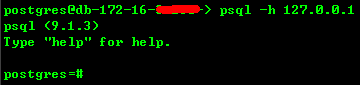 postgres@db-172-16-> psql -h 127.0.0.1
psql (9.1.3)
Type "help" for help.
postgres=#